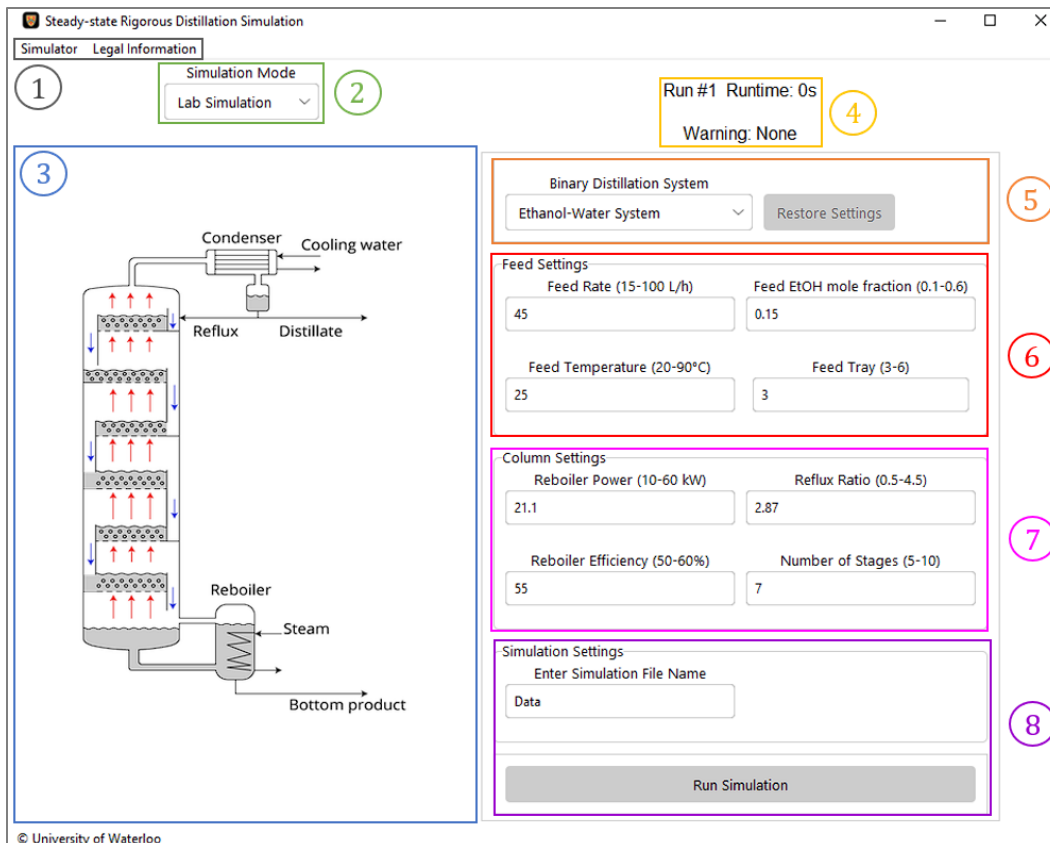 Steady-state Rigorous Distillation Simulation
Simulator Legal Information
1
Simulation Mode
Lab Simulation
2
Run #1 Runtime: 0s
Warning: None
4
3
Condenser
Cooling water
Reflux
Distillate
Reboiler
Steam
Bottom product
Binary Distillation System
Ethanol-Water System
Restore Settings
5
Feed Settings
Feed Rate (15-100 L/h)
Feed EtOH mole fraction (0.1-0.6)
45
0.15
Feed Temperature (20-90°C)
Feed Tray (3-6)
25
3
6
Column Settings
Reboiler Power (10-60 kW)
Reflux Ratio (0.5-4.5)
21.1
2.87
Reboiler Efficiency (50-60%)
Number of Stages (5-10)
55
7
7
Simulation Settings
Enter Simulation File Name
Data
8
Run Simulation
© University of Waterloo